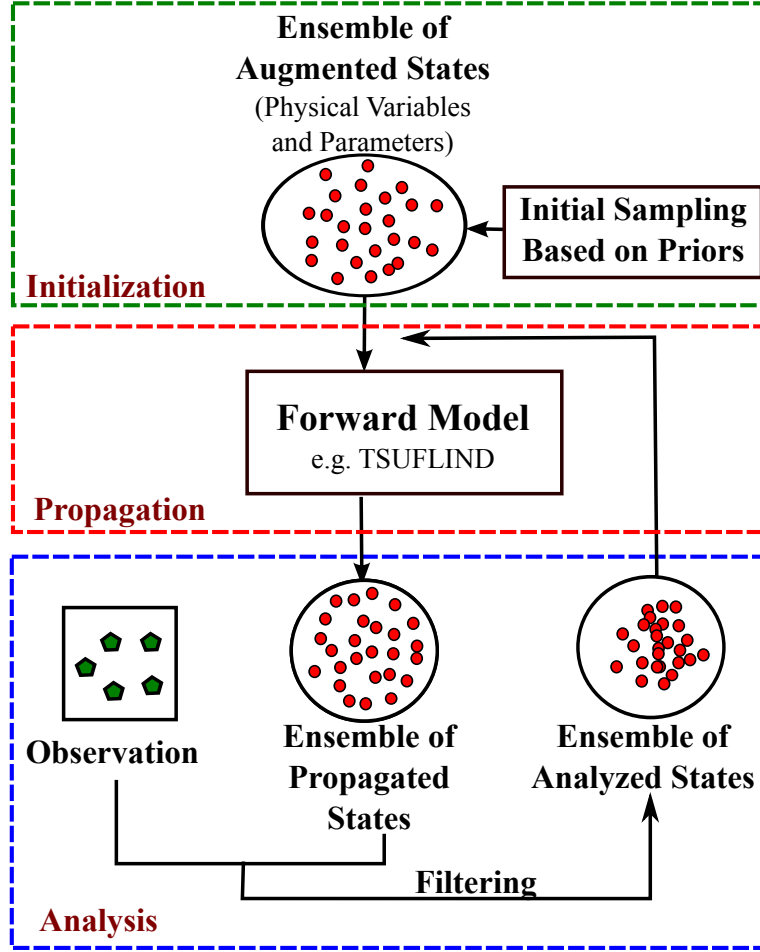 Ensemble of
Augmented States
(Physical Variables
and Parameters)
Initial Sampling
Based on Priors
Initialization
Forward Model
e.g. TSUFLIND
Propagation
Observation
Ensemble of
Propagated
States
Ensemble of
Analyzed States
Filtering
Analysis